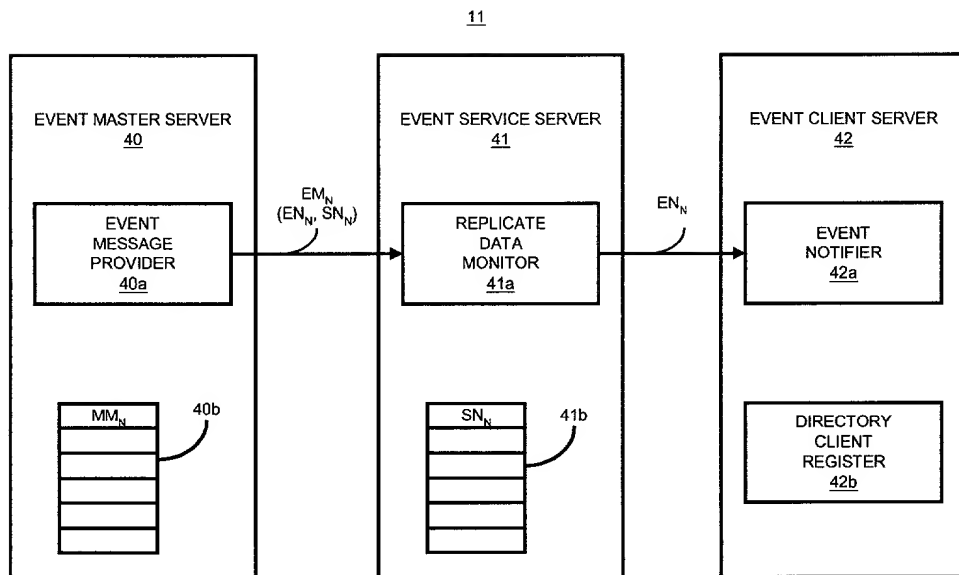 11
EVENT MASTER SERVER
40
EVENT SERVICE SERVER
41
EVENT CLIENT SERVER
42
EVENT
MESSAGE
PROVIDER
40a
EM_N
(EN_N, SN_N)
REPLICATE
DATA
MONITOR
41a
EN_N
EVENT
NOTIFIER
42a
MM_N
40b
SN_N
41b
DIRECTORY
CLIENT
REGISTER
42b